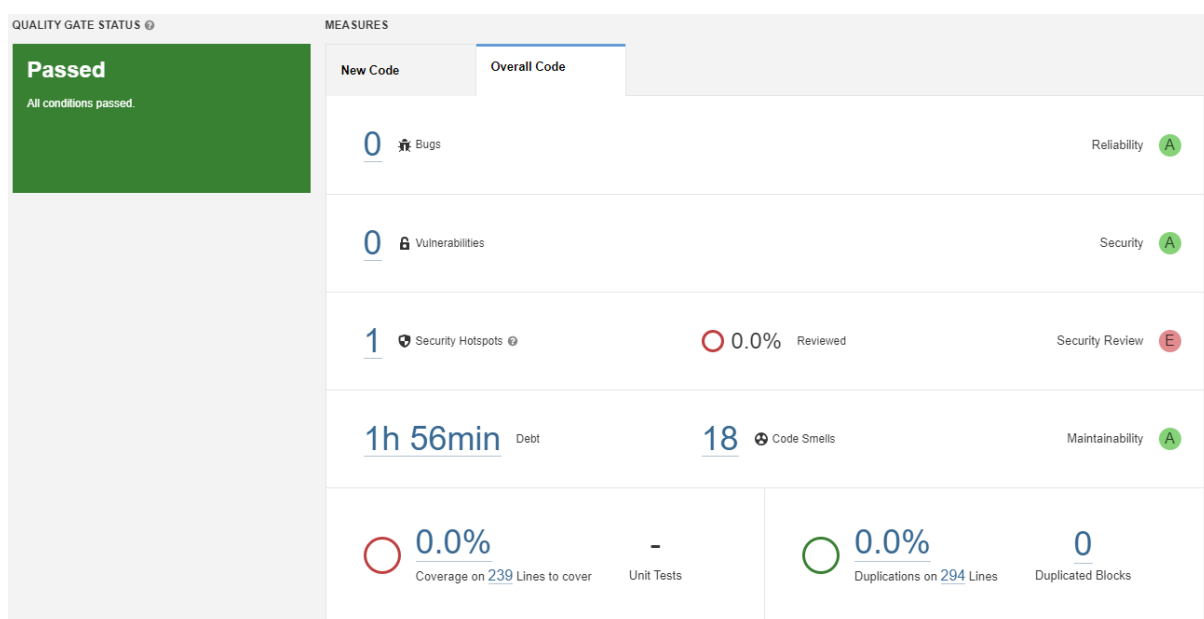 QUALITY GATE STATUS
MEASURES
Passed
All conditions passed.
New Code
Overall Code
0 Bugs
Reliability A
0 Vulnerabilities
Security A
1 Security Hotspots
0.0% Reviewed
Security Review E
1h 56min Debt
18 Code Smells
Maintainability A
0.0%
Coverage on 239 Lines to cover
-
Unit Tests
0.0%
Duplications on 294 Lines
0
Duplicated Blocks